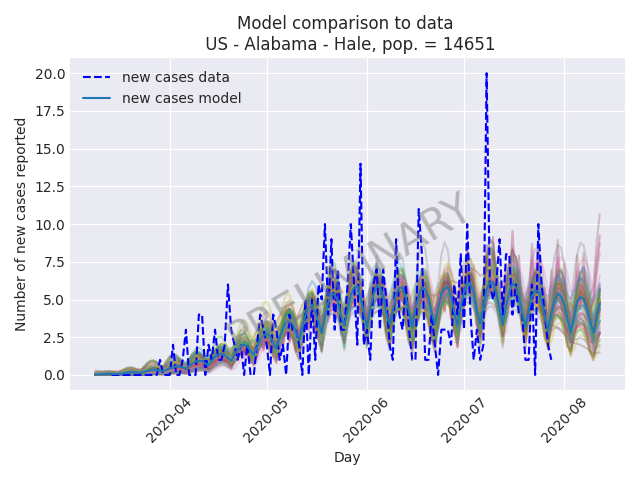 Model comparison to data
US - Alabama - Hale, pop. = 14651
new cases data
new cases model
PRELIMINARY
Number of new cases reported
20.0
17.5
15.0
12.5
10.0
7.5
5.0
2.5
0.0
2020-04
2020-05
2020-06
2020-07
2020-08
Day